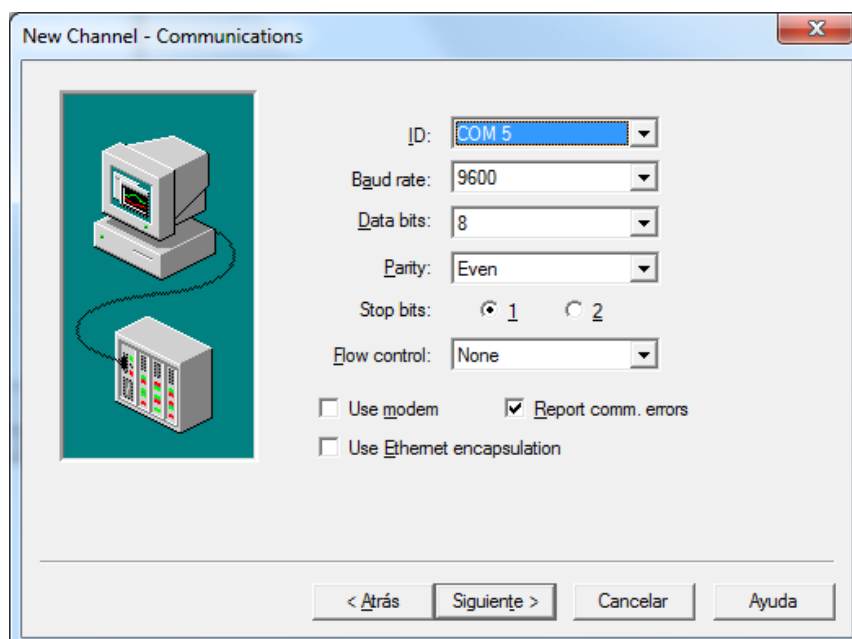 New Channel - Communications
ID: COM 5
Baud rate: 9600
Data bits: 8
Parity: Even
Stop bits: 1 2
Flow control: None
Use modem Report comm. errors
Use Ethernet encapsulation
< Atrás Siguiente > Cancelar Ayuda